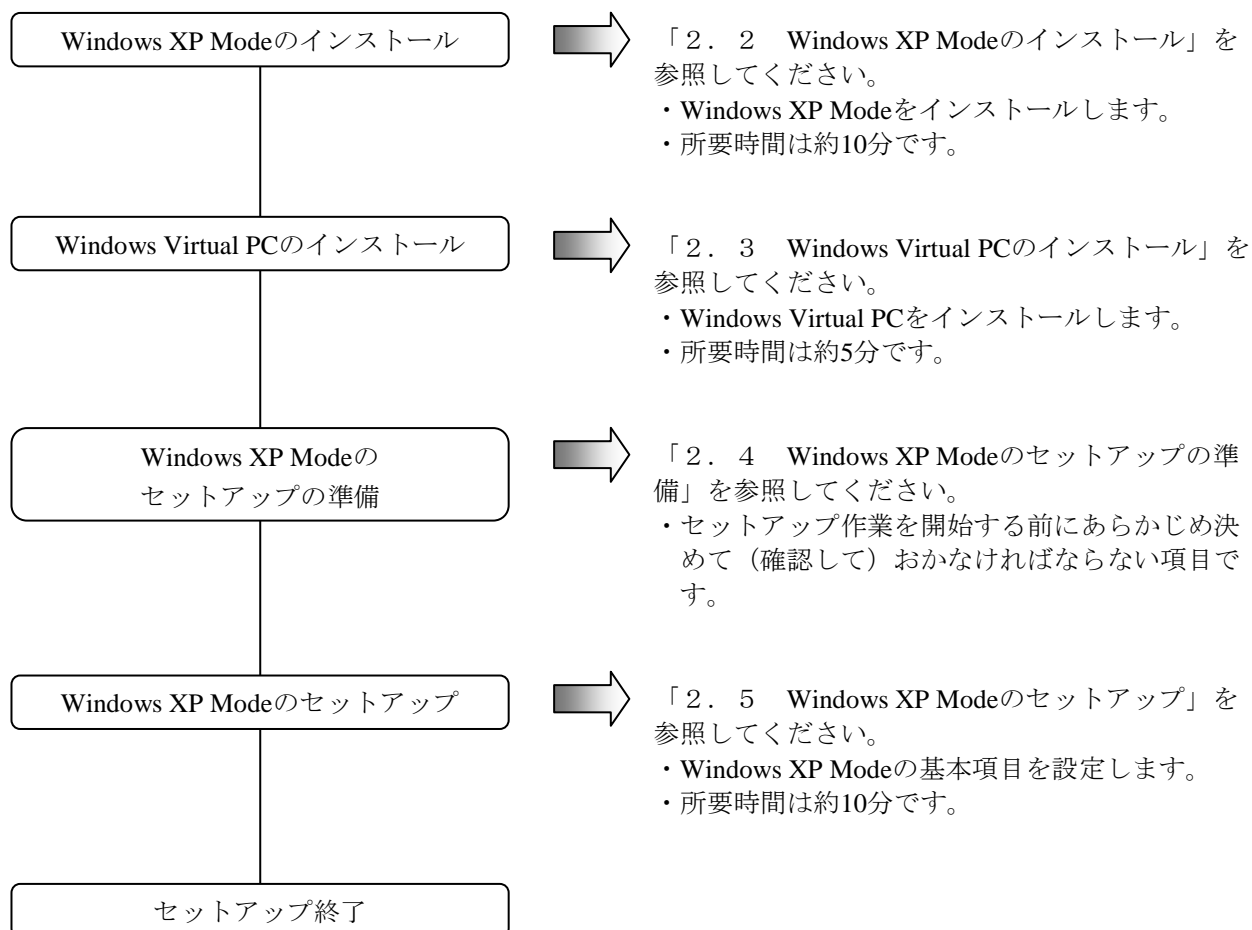 Windows XP Modeのインストール
「２．２　Windows XP Modeのインストール」を
参照してください。
・Windows XP Modeをインストールします。
・所要時間は約10分です。
Windows Virtual PCのインストール
「２．３　Windows Virtual PCのインストール」を
参照してください。
・Windows Virtual PCをインストールします。
・所要時間は約5分です。
Windows XP Modeの
セットアップの準備
「２．４　Windows XP Modeのセットアップの準
備」を参照してください。
・セットアップ作業を開始する前にあらかじめ決
めて（確認して）おかなければならない項目で
す。
Windows XP Modeのセットアップ
「２．５　Windows XP Modeのセットアップ」を
参照してください。
・Windows XP Modeの基本項目を設定します。
・所要時間は約10分です。
セットアップ終了